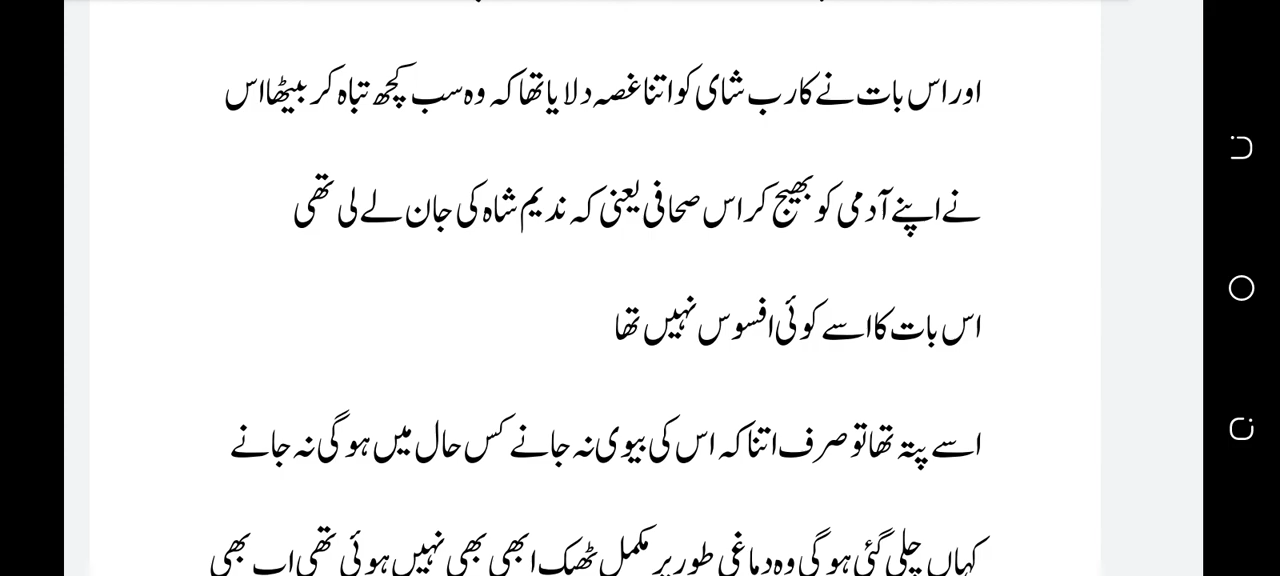 اور اس بات نے کارب شای کو اتنا غصہ دلایا تھا کہ وہ سب کچھ تباہ کر بیٹھا اس
نے اپنے آدمی کو بھیج کر اس صحافی یعنی کہ ندیم شاہ کی جان لے لی تھی
اس بات کا اسے کوئی افسوس نہیں تھا
اسے پتہ تھا تو صرف اتنا کہ اس کی بیوی نہ جانے کس حال میں ہو گی نہ جانے
کہاں چلی گئی ہو گی وہ دماغی طور پر مکمل ٹھیک ابھی بھی نہیں ہوئی تھی اب بھی